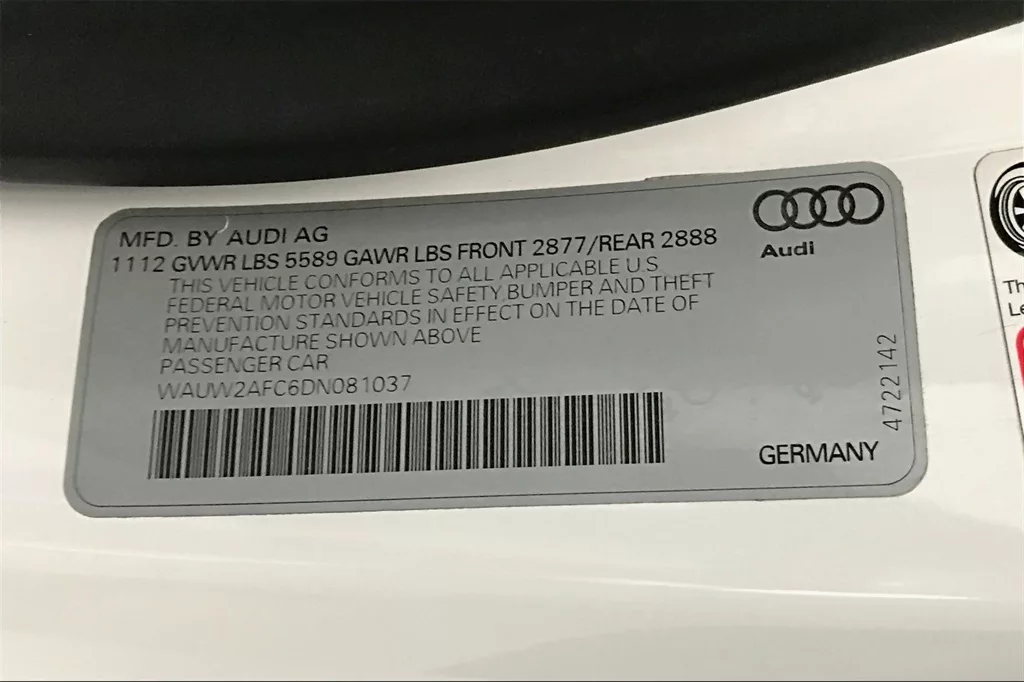 MFD. BY AUDI AG
1112 GVWR LBS 5589 GAWR LBS FRONT 2877/REAR 2888
THIS VEHICLE CONFORMS TO ALL APPLICABLE U.S
FEDERAL MOTOR VEHICLE SAFETY,BUMPER AND THEFT
PREVENTION STANDARDS IN EFFECT ON THE DATE OF
MANUFACTURE SHOWN ABOVE
PASSENGER CAR
WAUW2AFC6DN081037
Audi
4722142
GERMANY